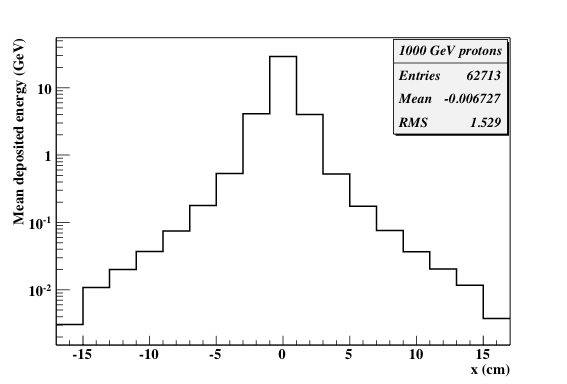 1000 GeV protons
Entries 62713
Mean -0.006727
RMS 1.529
Mean deposited energy (GeV)
10
1
10-1
10-2
-15 -10 -5 0 5 10 15
x (cm)